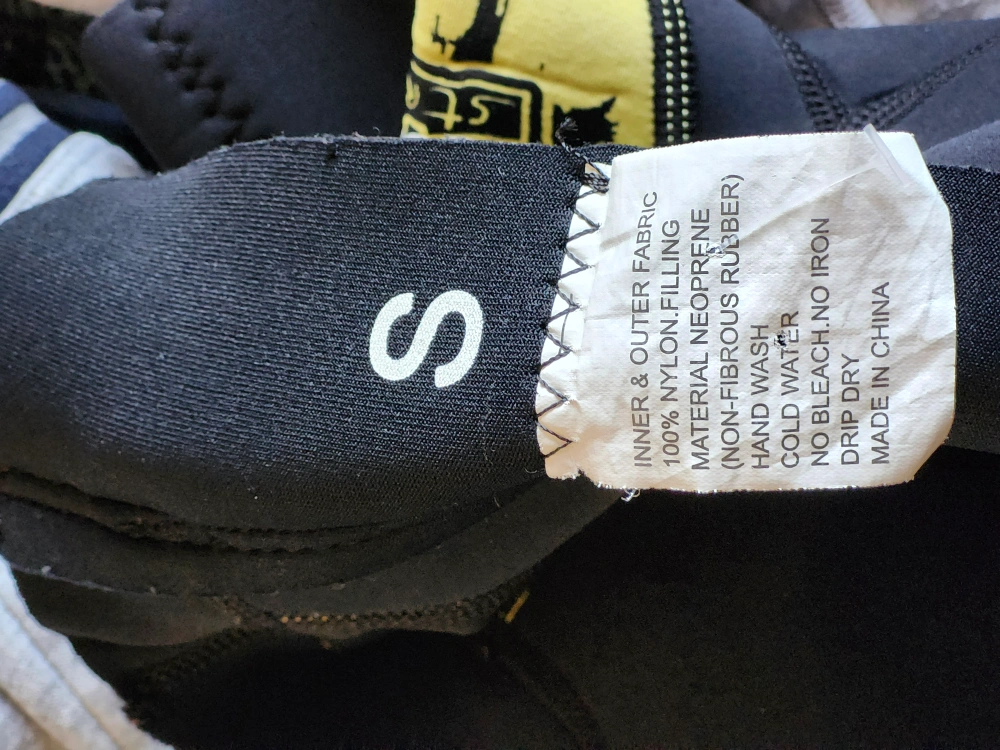 S
INNER & OUTER FABRIC
100% NYLON.FILLING
MATERIAL NEOPRENE
(NON-FIBROUS RUBBER)
HAND WASH
COLD WATER
NO BLEACH.NO IRON
DRIP DRY
MADE IN CHINA